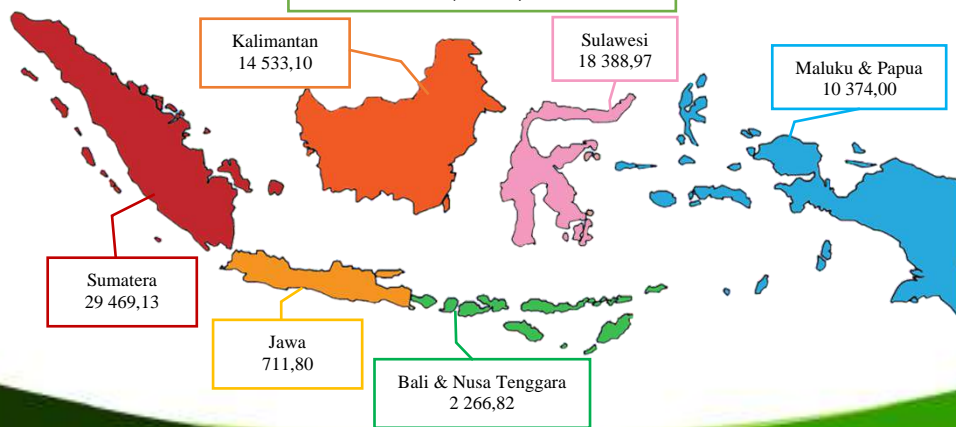 Kalimantan
14 533,10
Sulawesi
18 388,97
Maluku & Papua
10 374,00
Sumatera
29 469,13
Jawa
711,80
Bali & Nusa Tenggara
2 266,82